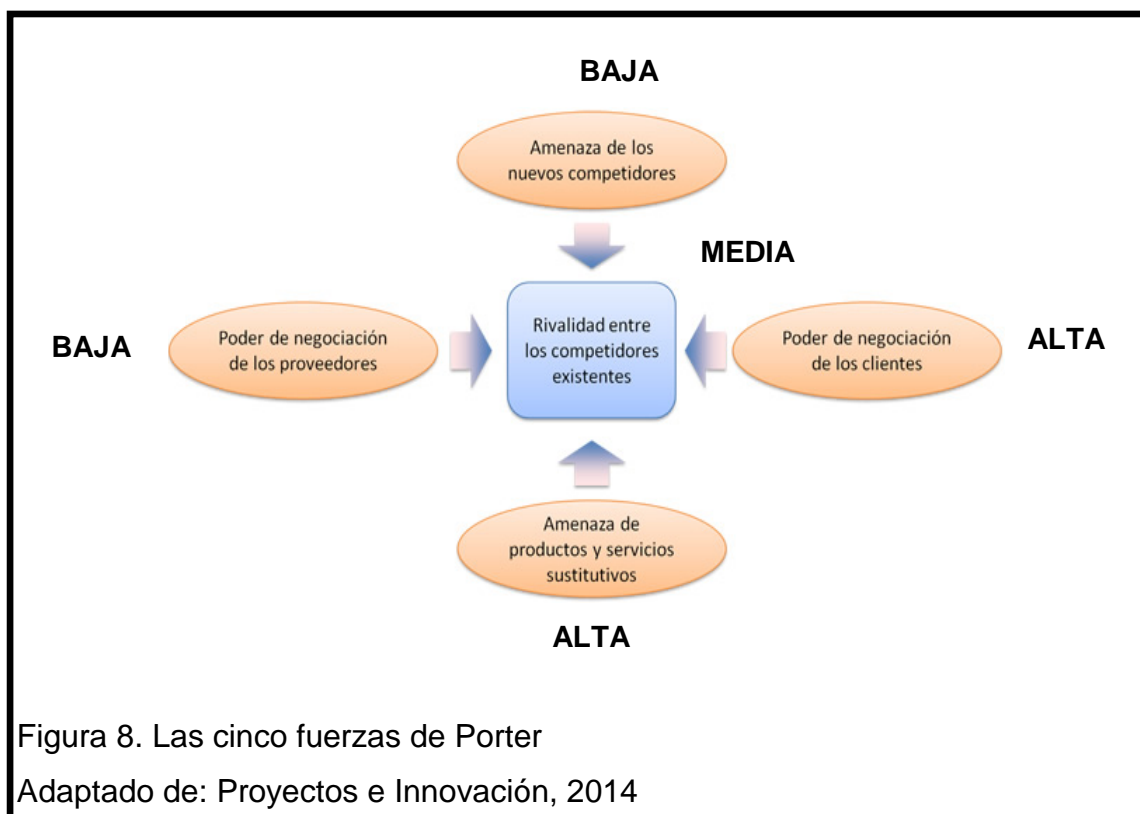 BAJA
Amenaza de los
nuevos competidores
MEDIA
BAJA
Poder de negociación
de los proveedores
Rivalidad entre
los competidores
existentes
Poder de negociación
de los clientes
ALTA
Amenaza de
productos y servicios
sustitutivos
ALTA
Figura 8. Las cinco fuerzas de Porter
Adaptado de: Proyectos e Innovación, 2014